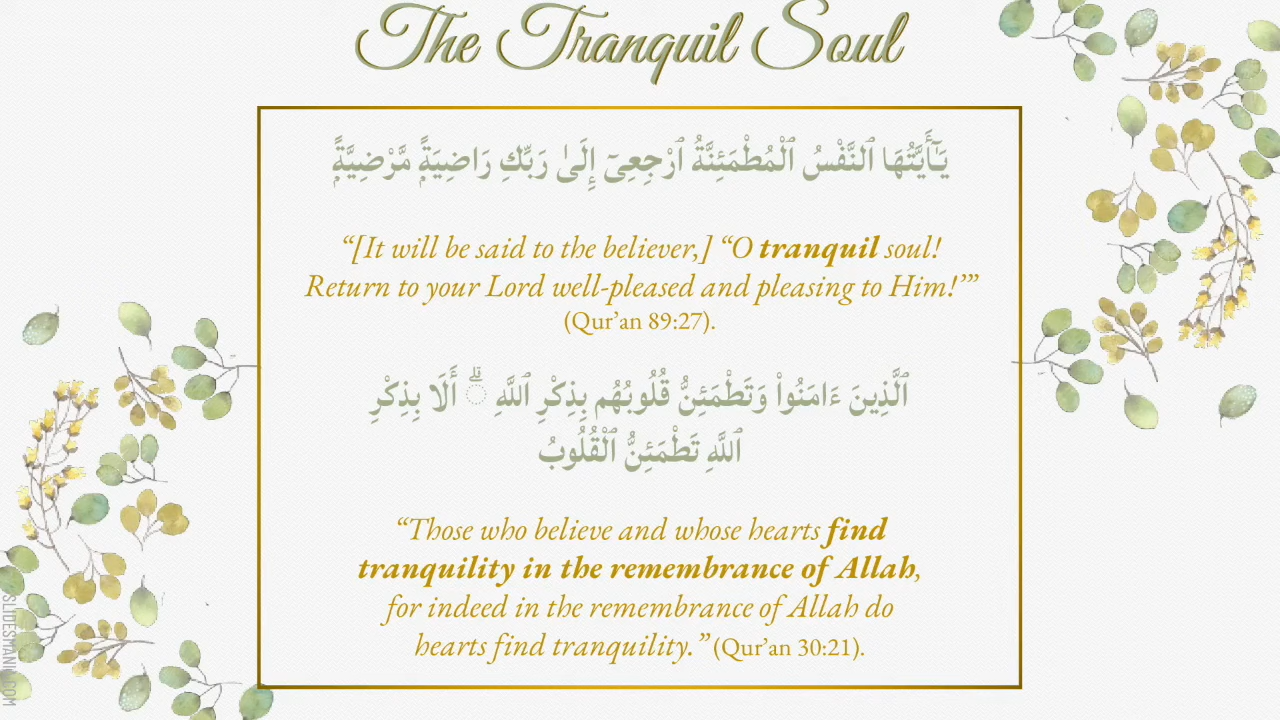 The Tranquil Soul
يَـٰٓأَيَّتُهَا ٱلنَّفْسُ ٱلْمُطْمَئِنَّةُ ٱرْجِعِىٓ إِلَىٰ رَبِّكِ رَاضِيَةًۭ مَّرْضِيَّةًۭ
“[It will be said to the believer,] “O tranquil soul!
Return to your Lord well-pleased and pleasing to Him!’”
(Qur’an 89:27).
ٱلَّذِينَ ءَامَنُوا۟ وَتَطْمَئِنُّ قُلُوبُهُم بِذِكْرِ ٱللَّهِ ۗ أَلَا بِذِكْرِ
ٱللَّهِ تَطْمَئِنُّ ٱلْقُلُوبُ
“Those who believe and whose hearts find
tranquility in the remembrance of Allah,
for indeed in the remembrance of Allah do
hearts find tranquility.” (Qur’an 30:21).
SLIDESMANIA.COM